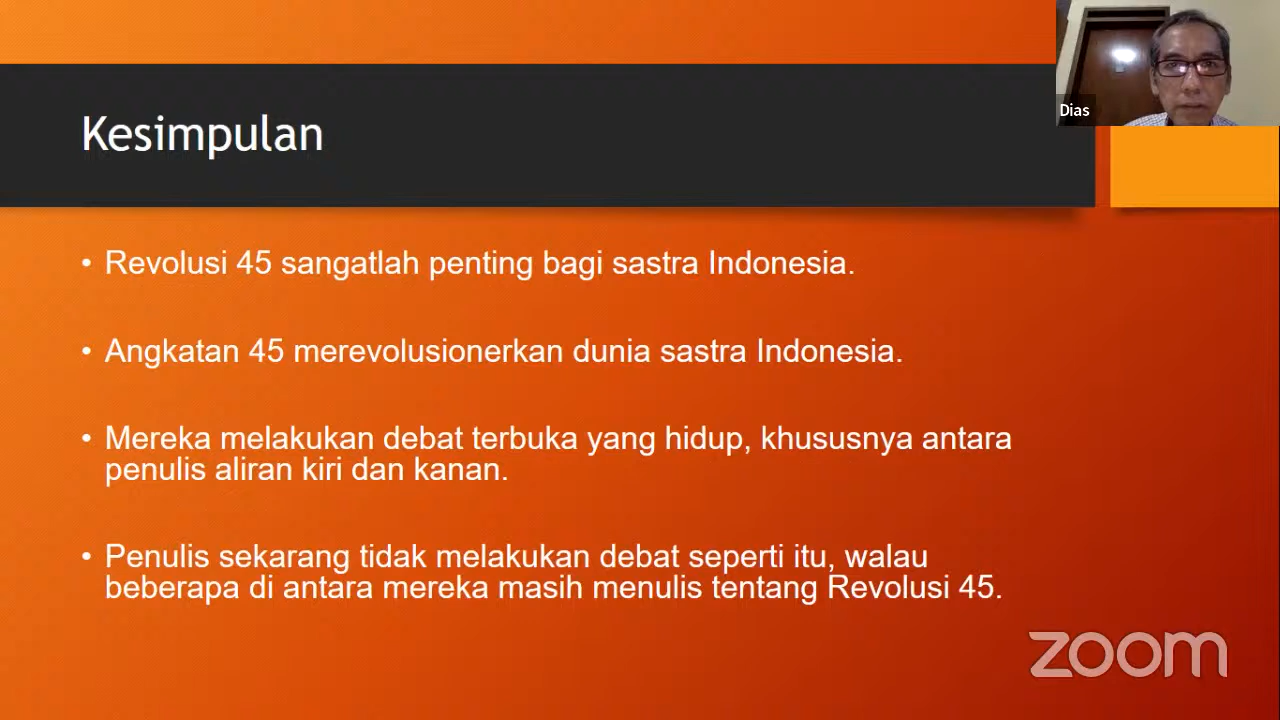 Dias
Kesimpulan
• Revolusi 45 sangatlah penting bagi sastra Indonesia.
• Angkatan 45 merevolusionerkan dunia sastra Indonesia.
• Mereka melakukan debat terbuka yang hidup, khususnya antara
penulis aliran kiri dan kanan.
• Penulis sekarang tidak melakukan debat seperti itu, walau
beberapa di antara mereka masih menulis tentang Revolusi 45.
zoom